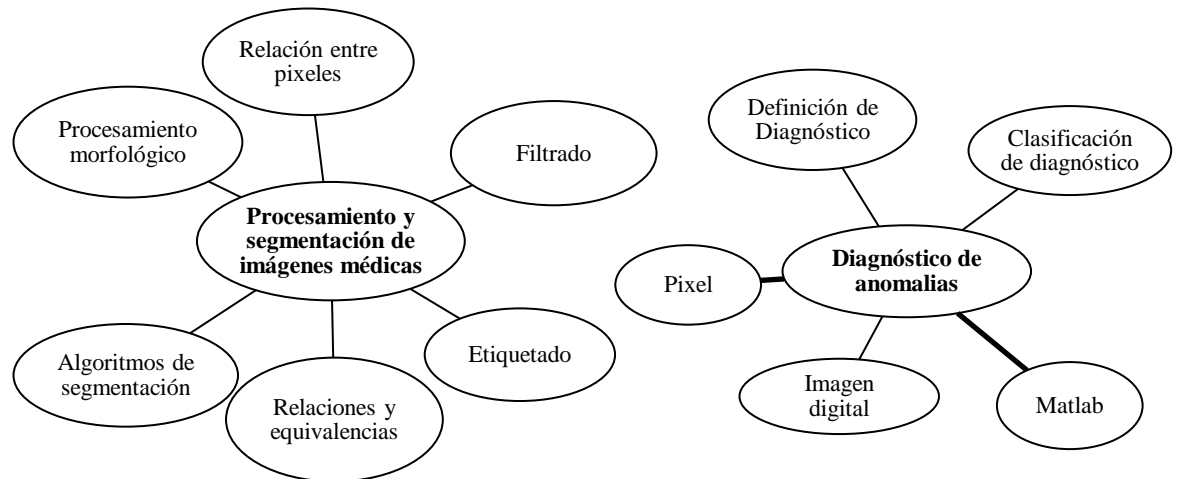 Relación entre
pixeles
Procesamiento
morfológico
Filtrado
Procesamiento y
segmentación de
imágenes médicas
Algoritmos de
segmentación
Relaciones y
equivalencias
Etiquetado
Definición de
Diagnóstico
Clasificación
de diagnóstico
Diagnóstico de
anomalias
Pixel
Imagen
digital
Matlab